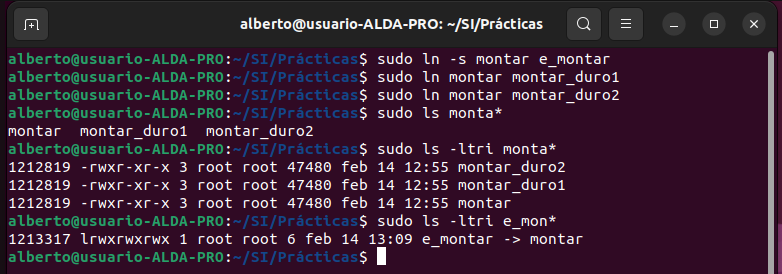 alberto@usuario-ALDA-PRO: ~/SI/Prácticas
alberto@usuario-ALDA-PRO:~/SI/Prácticas$ sudo ln -s montar e_montar
alberto@usuario-ALDA-PRO:~/SI/Prácticas$ sudo ln montar montar_duro1
alberto@usuario-ALDA-PRO:~/SI/Prácticas$ sudo ln montar montar_duro2
alberto@usuario-ALDA-PRO:~/SI/Prácticas$ sudo ls monta*
montar  montar_duro1  montar_duro2
alberto@usuario-ALDA-PRO:~/SI/Prácticas$ sudo ls -ltri monta*
1212819 -rwxr-xr-x 3 root root 47480 feb 14 12:55 montar_duro2
1212819 -rwxr-xr-x 3 root root 47480 feb 14 12:55 montar_duro1
1212819 -rwxr-xr-x 3 root root 47480 feb 14 12:55 montar
alberto@usuario-ALDA-PRO:~/SI/Prácticas$ sudo ls -ltri e_mon*
1213317 lrwxrwxrwx 1 root root 6 feb 14 13:09 e_montar -> montar
alberto@usuario-ALDA-PRO:~/SI/Prácticas$